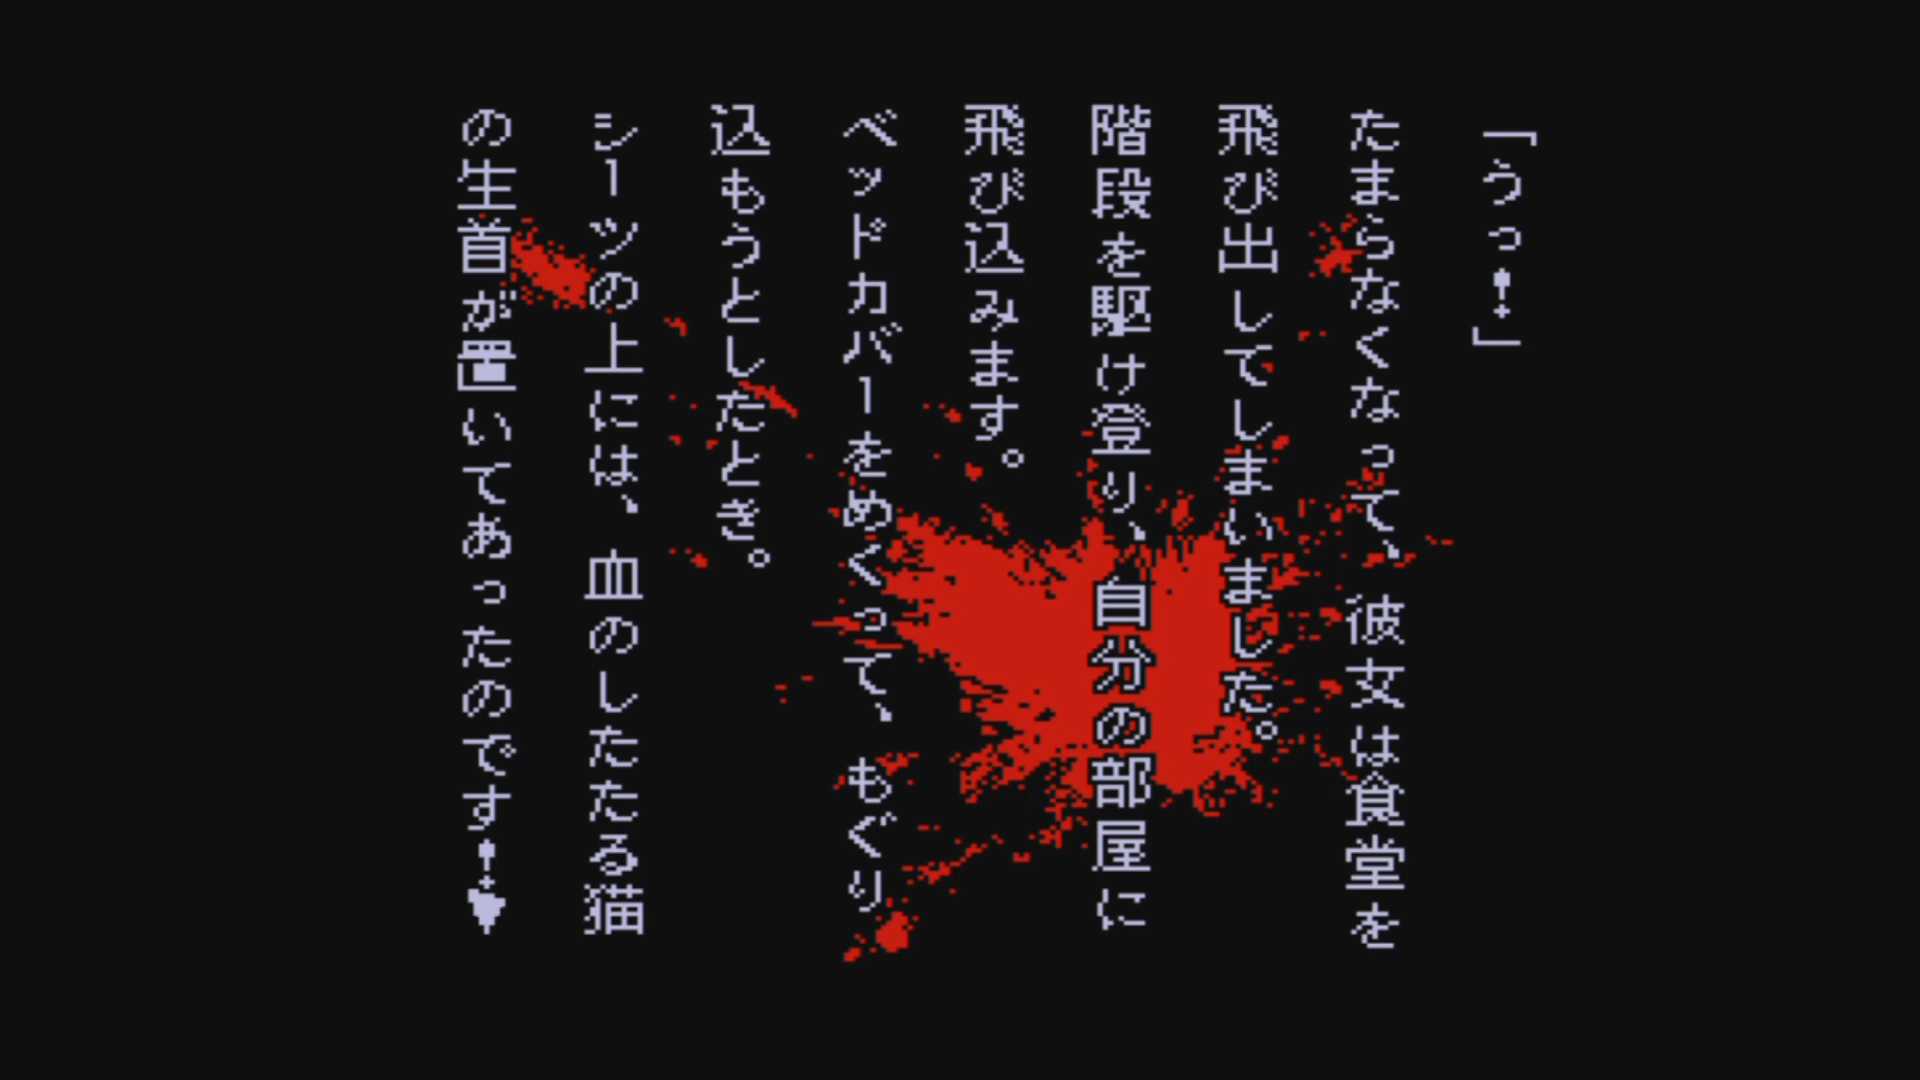 「うっ！」
たまらなくなって、彼女は食堂を
飛び出してしまいました。
階段を駆け登り、自分の部屋に
飛び込みます。
ベッドカバーをめくって、もぐり
込もうとしたとき。
シーツの上には、血のしたたる猫
の生首が置いてあったのです！